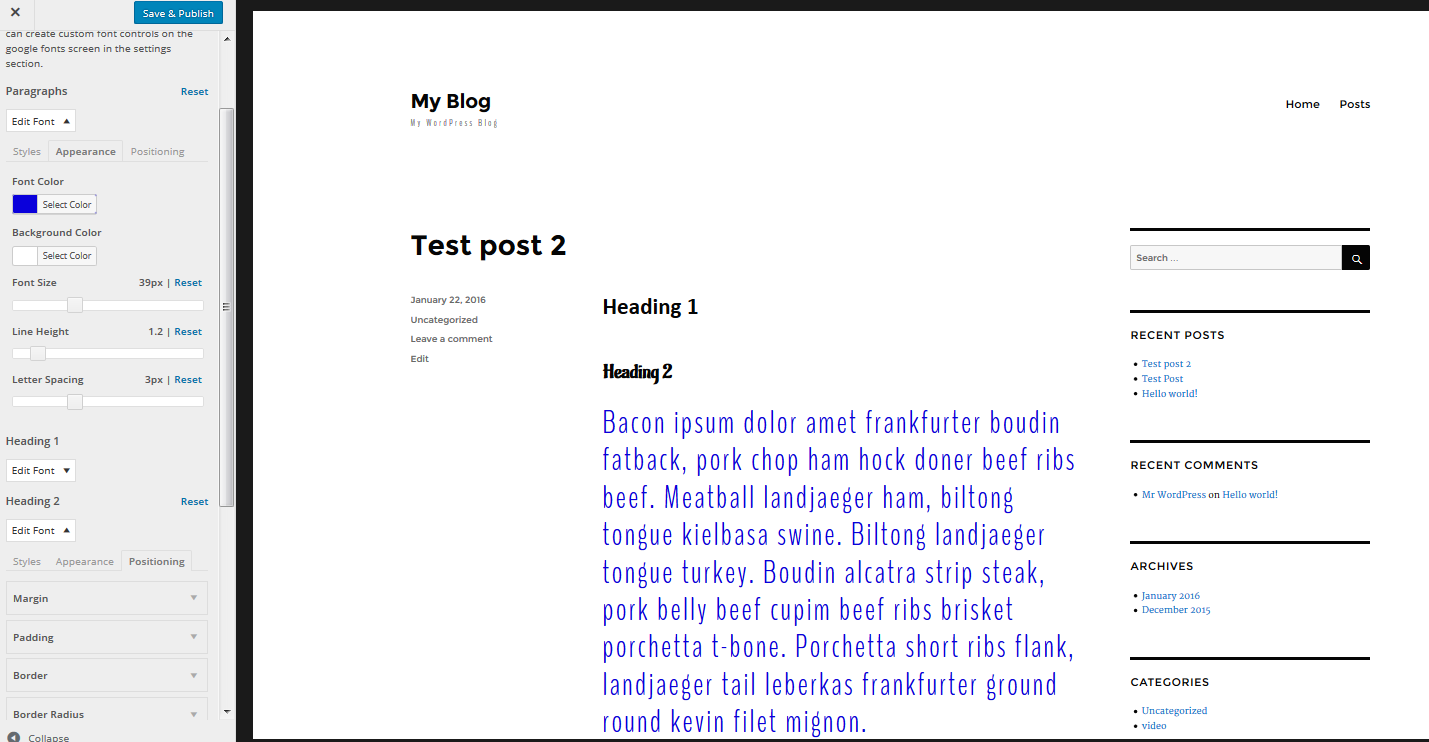 Save & Publish
can create custom font controls on the
google fonts screen in the settings
section.
Paragraphs Reset
Edit Font
Styles Appearance Positioning
Font Color
Select Color
Background Color
Select Color
Font Size 39px | Reset
Line Height 1.2 | Reset
Letter Spacing 3px | Reset
Heading 1
Edit Font
Heading 2 Reset
Edit Font
Styles Appearance Positioning
Margin
Padding
Border
Border Radius
Collapse
My Blog
My WordPress Blog
Home Posts
Test post 2
January 22, 2016
Uncategorized
Leave a comment
Edit
Heading 1
Heading 2
Bacon ipsum dolor amet frankfurter boudin
fatback, pork chop ham hock doner beef ribs
beef. Meatball landjaeger ham, biltong
tongue kielbasa swine. Biltong landjaeger
tongue turkey. Boudin alcatra strip steak,
pork belly beef cupim beef ribs brisket
porchetta t-bone. Porchetta short ribs flank,
landjaeger tail leberkas frankfurter ground
round kevin filet mignon.
Search ...
RECENT POSTS
Test post 2
Test Post
Hello world!
RECENT COMMENTS
Mr WordPress on Hello world!
ARCHIVES
January 2016
December 2015
CATEGORIES
Uncategorized
video